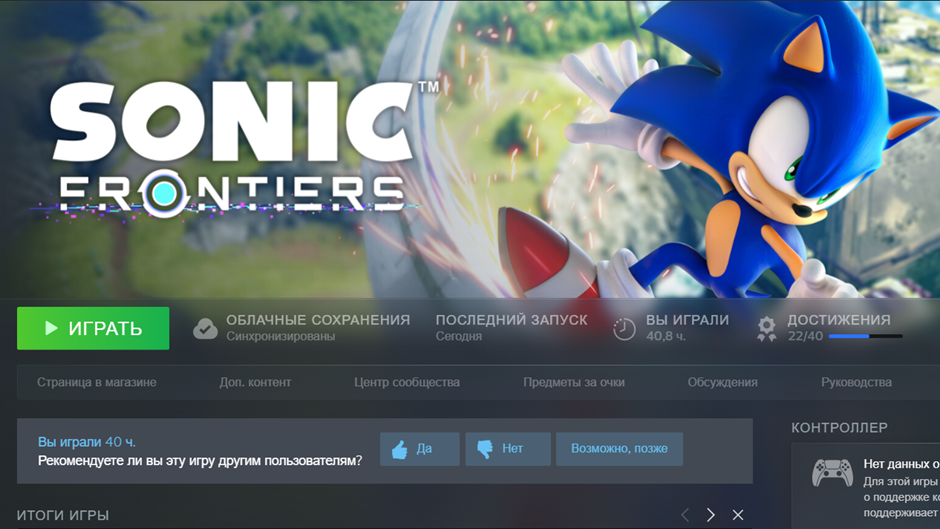 SONIC™
FRONTIERS
ИГРАТЬ
ОБЛАЧНЫЕ СОХРАНЕНИЯ
Синхронизированы
ПОСЛЕДНИЙ ЗАПУСК
Сегодня
ВЫ ИГРАЛИ
40,8 ч.
ДОСТИЖЕНИЯ
22/40
Страница в магазине
Доп. контент
Центр сообщества
Предметы за очки
Обсуждения
Руководства
Вы играли 40 ч.
Рекомендуете ли вы эту игру другим пользователям?
Да
Нет
Возможно, позже
КОНТРОЛЛЕР
Нет данных о
Для этой игры
о поддержке
поддерживает
ИТОГИ ИГРЫ